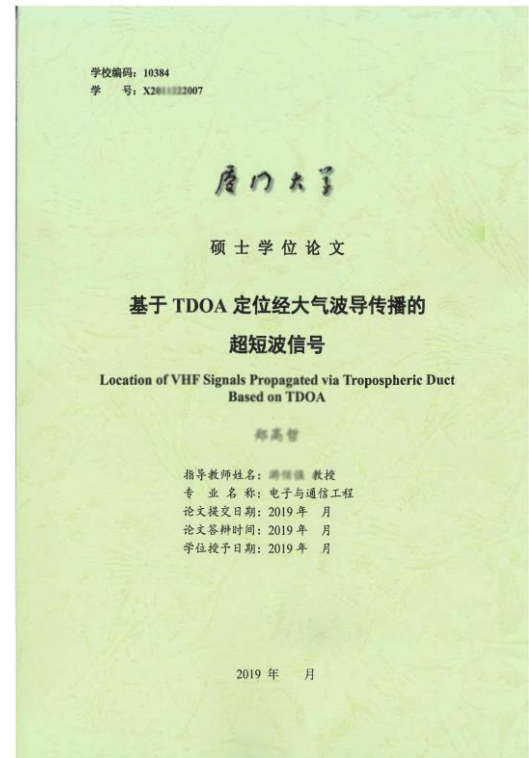 学校编码：10384
学　　号：X2007
厦门大学
硕士学位论文
基于 TDOA 定位经大气波导传播的
超短波信号
Location of VHF Signals Propagated via Tropospheric Duct
Based on TDOA
指导教师姓名： 教授
专 业 名 称：电子与通信工程
论文提交日期：2019 年　月
论文答辩时间：2019 年　月
学位授予日期：2019 年　月
2019 年　　月